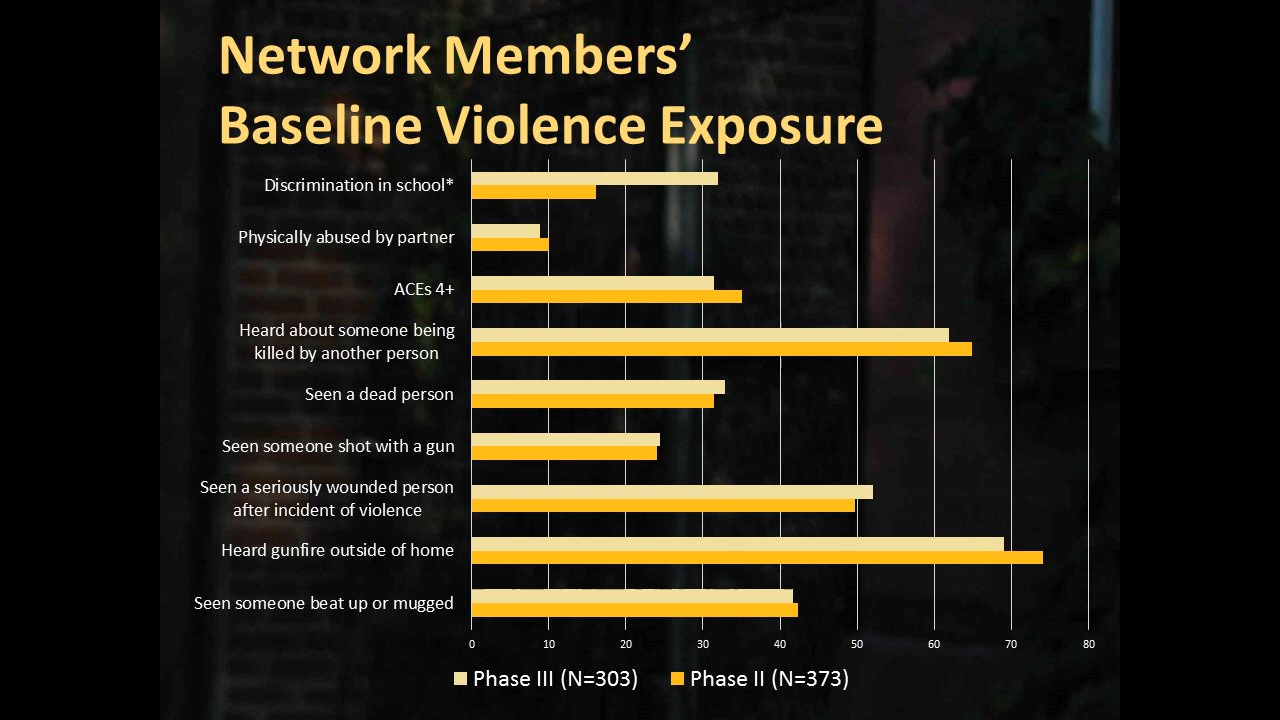 Network Members’
Baseline Violence Exposure
Discrimination in school*
Physically abused by partner
ACEs 4+
Heard about someone being
killed by another person
Seen a dead person
Seen someone shot with a gun
Seen a seriously wounded person
after incident of violence
Heard gunfire outside of home
Seen someone beat up or mugged
0 10 20 30 40 50 60 70 80
Phase III (N=303) Phase II (N=373)